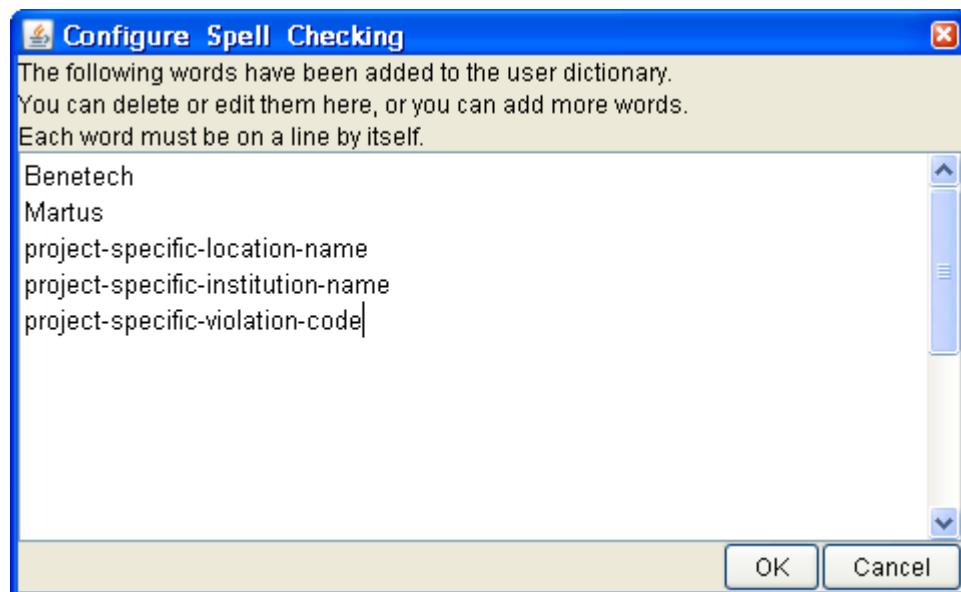 Configure Spell Checking
The following words have been added to the user dictionary.
You can delete or edit them here, or you can add more words.
Each word must be on a line by itself.
Benetech
Martus
project-specific-location-name
project-specific-institution-name
project-specific-violation-code
OK Cancel